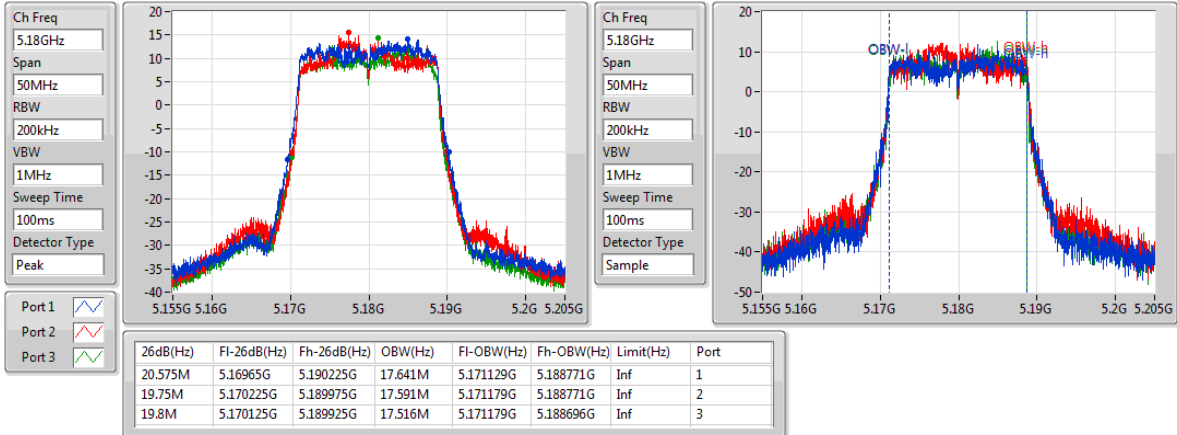 Ch Freq
5.18GHz
Span
50MHz
RBW
200kHz
VBW
1MHz
Sweep Time
100ms
Detector Type
Peak
Port 1
Port 2
Port 3
20
15
10
5
0
-5
-10
-15
-20
-25
-30
-35
-40
5.155G 5.16G 5.17G 5.18G 5.19G 5.2G 5.205G
Ch Freq
5.18GHz
Span
50MHz
RBW
200kHz
VBW
1MHz
Sweep Time
100ms
Detector Type
Sample
20
10
0
-10
-20
-30
-40
-50
OBW-l OBW-h
5.155G 5.16G 5.17G 5.18G 5.19G 5.2G 5.205G
26dB(Hz) Fl-26dB(Hz) Fh-26dB(Hz) OBW(Hz) Fl-OBW(Hz) Fh-OBW(Hz) Limit(Hz) Port
20.575M 5.16965G 5.190225G 17.641M 5.171129G 5.188771G Inf 1
19.75M 5.170225G 5.189975G 17.591M 5.171179G 5.188771G Inf 2
19.8M 5.170125G 5.189925G 17.516M 5.171179G 5.188696G Inf 3